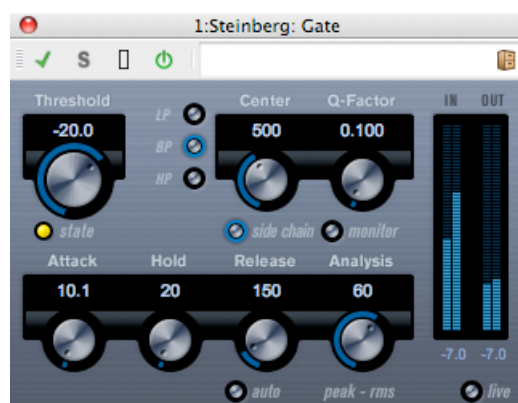 1:Steinberg: Gate
S
Threshold
Center
Q-Factor
IN
OUT
-20.0
LP
500
0.100
BP
HP
state
side chain
monitor
Attack
Hold
Release
Analysis
10.1
20
150
60
-7.0
-7.0
auto
peak - rms
live